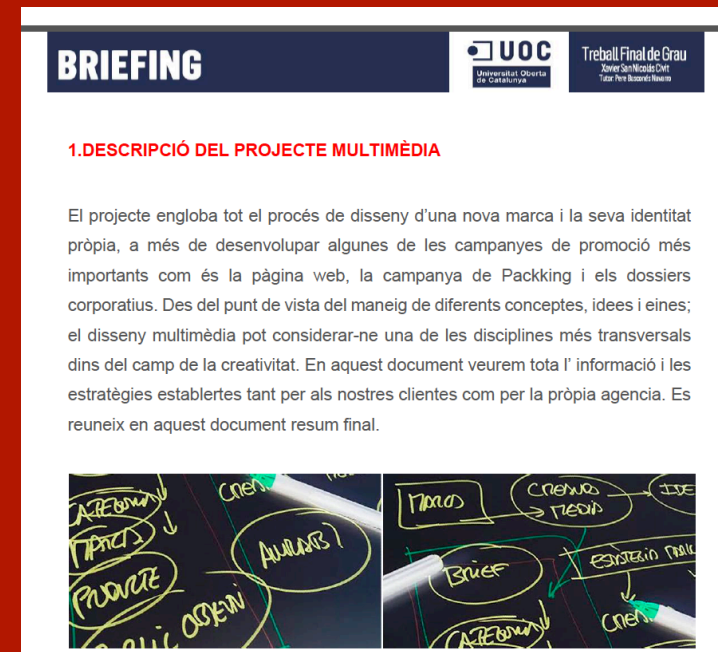 BRIEFING
UOC
Universitat Oberta
de Catalunya
Treball Final de Grau
Xavier San Nicolás Civit
Tutor: Pere Báscones Navarro
1.DESCRIPCIÓ DEL PROJECTE MULTIMÈDIA
El projecte engloba tot el procés de disseny d’una nova marca i la seva identitat
pròpia, a més de desenvolupar algunes de les campanyes de promoció més
importants com és la pàgina web, la campanya de Packking i els dossiers
corporatius. Des del punt de vista del maneig de diferents conceptes, idees i eines;
el disseny multimèdia pot considerar-ne una de les disciplines més transversals
dins del camp de la creativitat. En aquest document veurem tota l’ informació i les
estratègies establertes tant per als nostres clientes com per la pròpia agencia. Es
reuneix en aquest document resum final.
PRODUCTE
MARCA
MEDIA
IDE
BRIEF